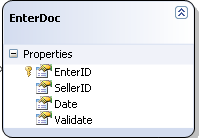 EnterDoc
Properties
EnterID
SellerID
Date
Validate